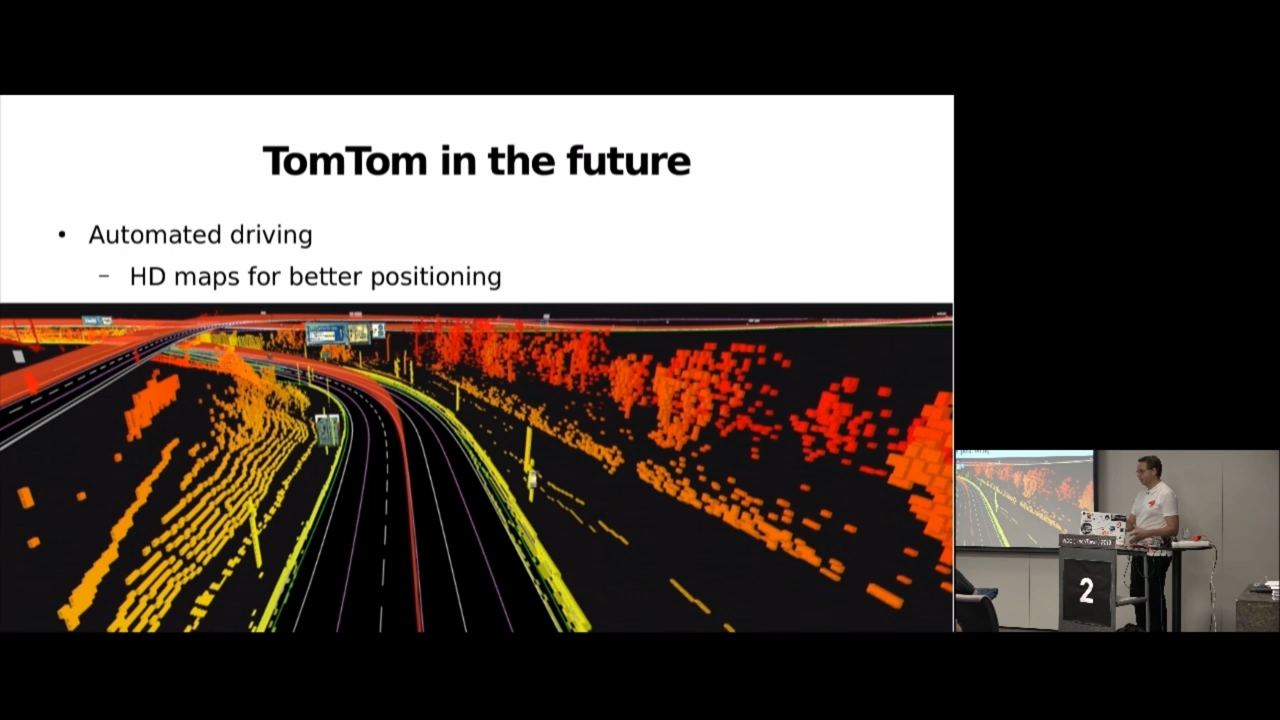 TomTom in the future
• Automated driving
– HD maps for better positioning
2